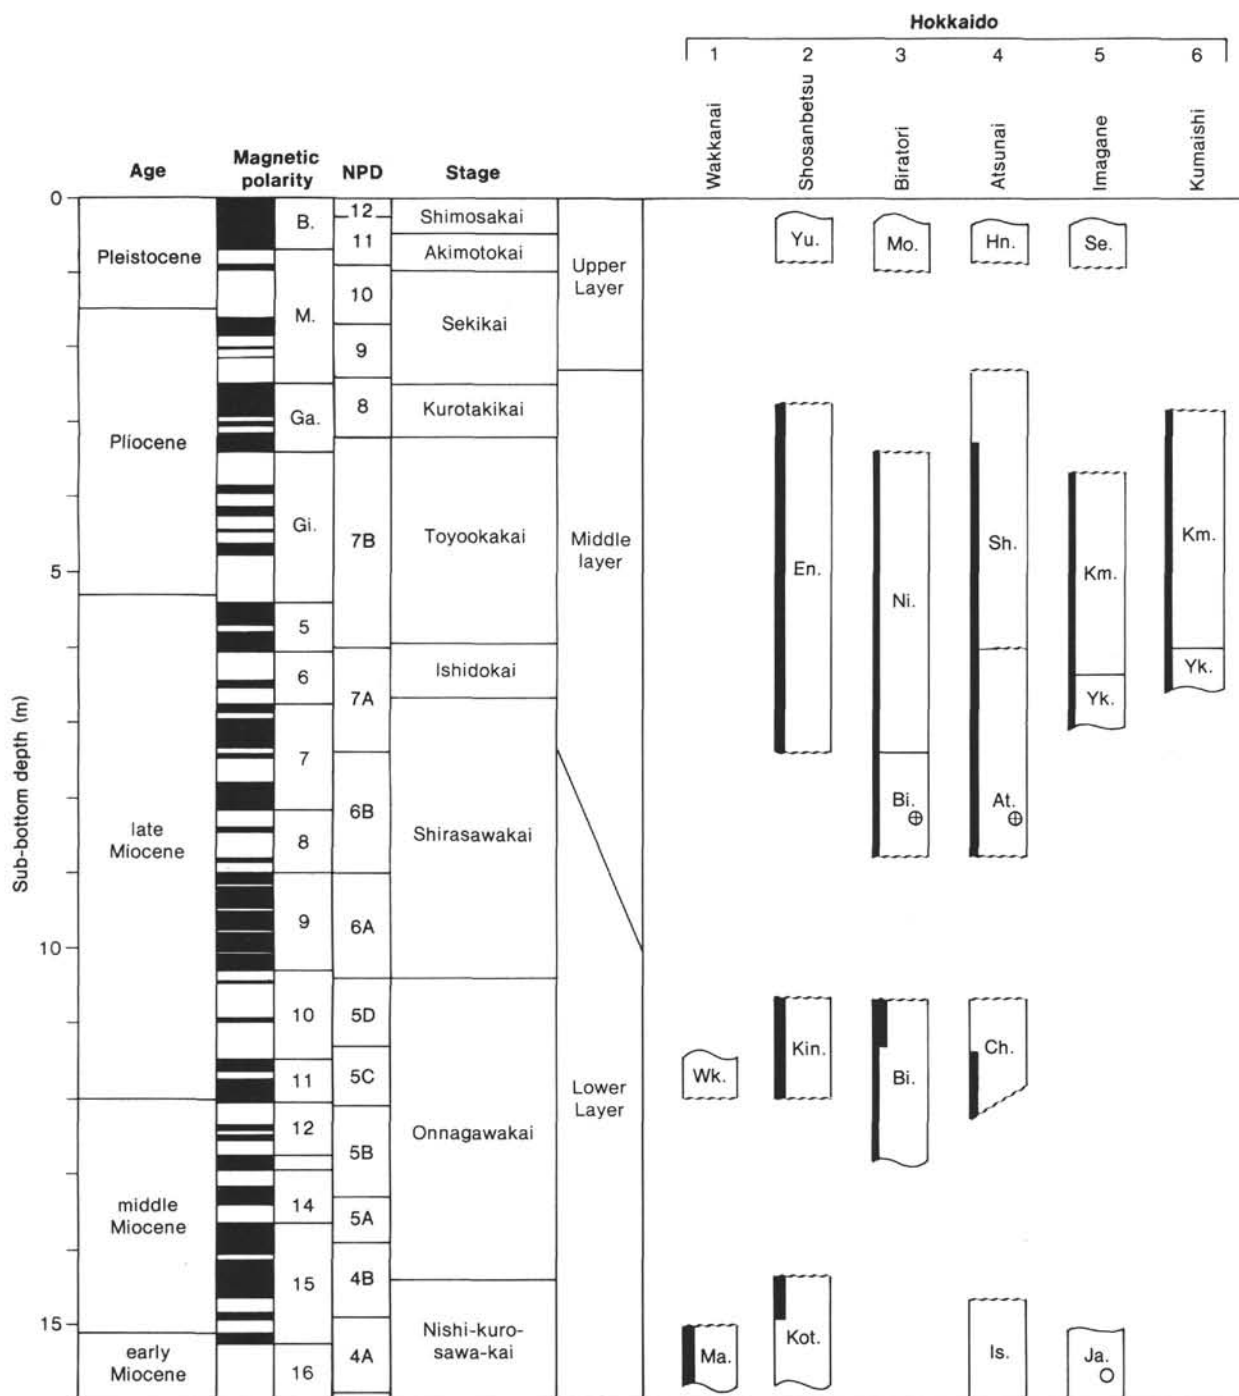 Hokkaido
1 2 3 4 5 6
Wakkanai
Shosanbetsu
Biratori
Atsunai
Imagane
Kumaishi
Age
Magnetic
polarity
NPD
Stage
Sub-bottom depth (m)
0
5
10
15
Pleistocene
Pliocene
late
Miocene
middle
Miocene
early
Miocene
B.
M.
Ga.
Gi.
5
6
7
8
9
10
11
12
14
15
16
12
11
10
9
8
7B
7A
6B
6A
5D
5C
5B
5A
4B
4A
Shimosakai
Akimotokai
Sekikai
Kurotakikai
Toyookakai
Ishidokai
Shirasawakai
Onnagawakai
Nishi-kuro-
sawa-kai
Upper
Layer
Middle
layer
Lower
Layer
Wk.
Ma.
Yu.
En.
Kin.
Kot.
Mo.
Ni.
Bi.
Bi.
Hn.
Sh.
At.
Ch.
Is.
Se.
Km.
Yk.
Ja.
Km.
Yk.